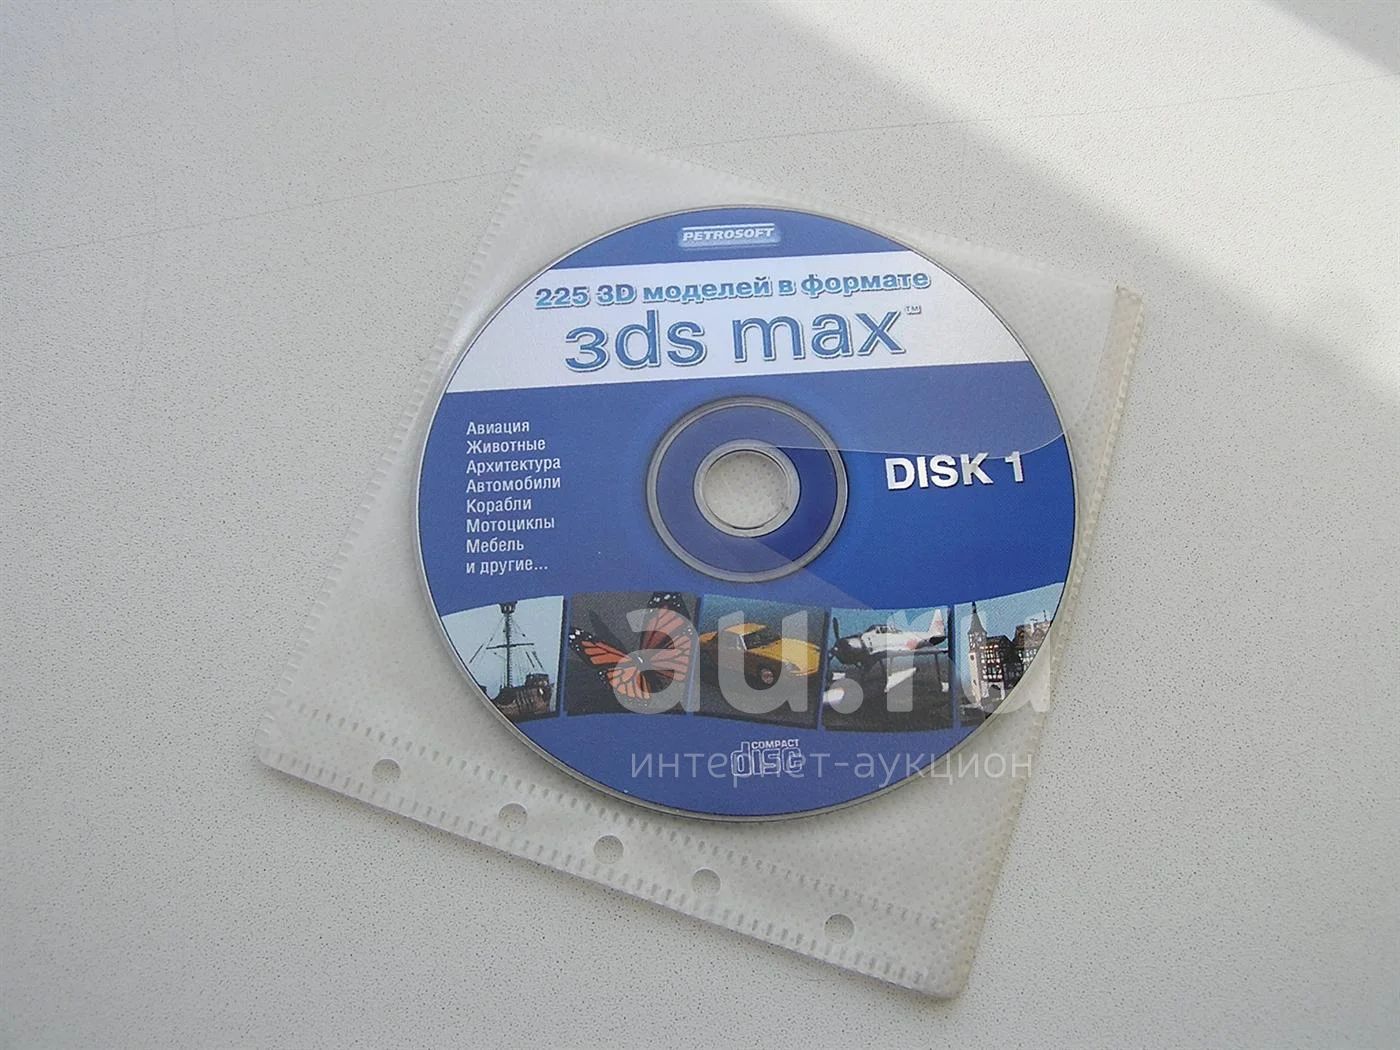 PETROSOFT
225 3D моделей в формате
3ds max™
Авиация
Животные
Архитектура
Автомобили
Корабли
Мотоциклы
Мебель
и другие...
DISK 1
au.ru
COMPACT
disc
интернет-аукцион